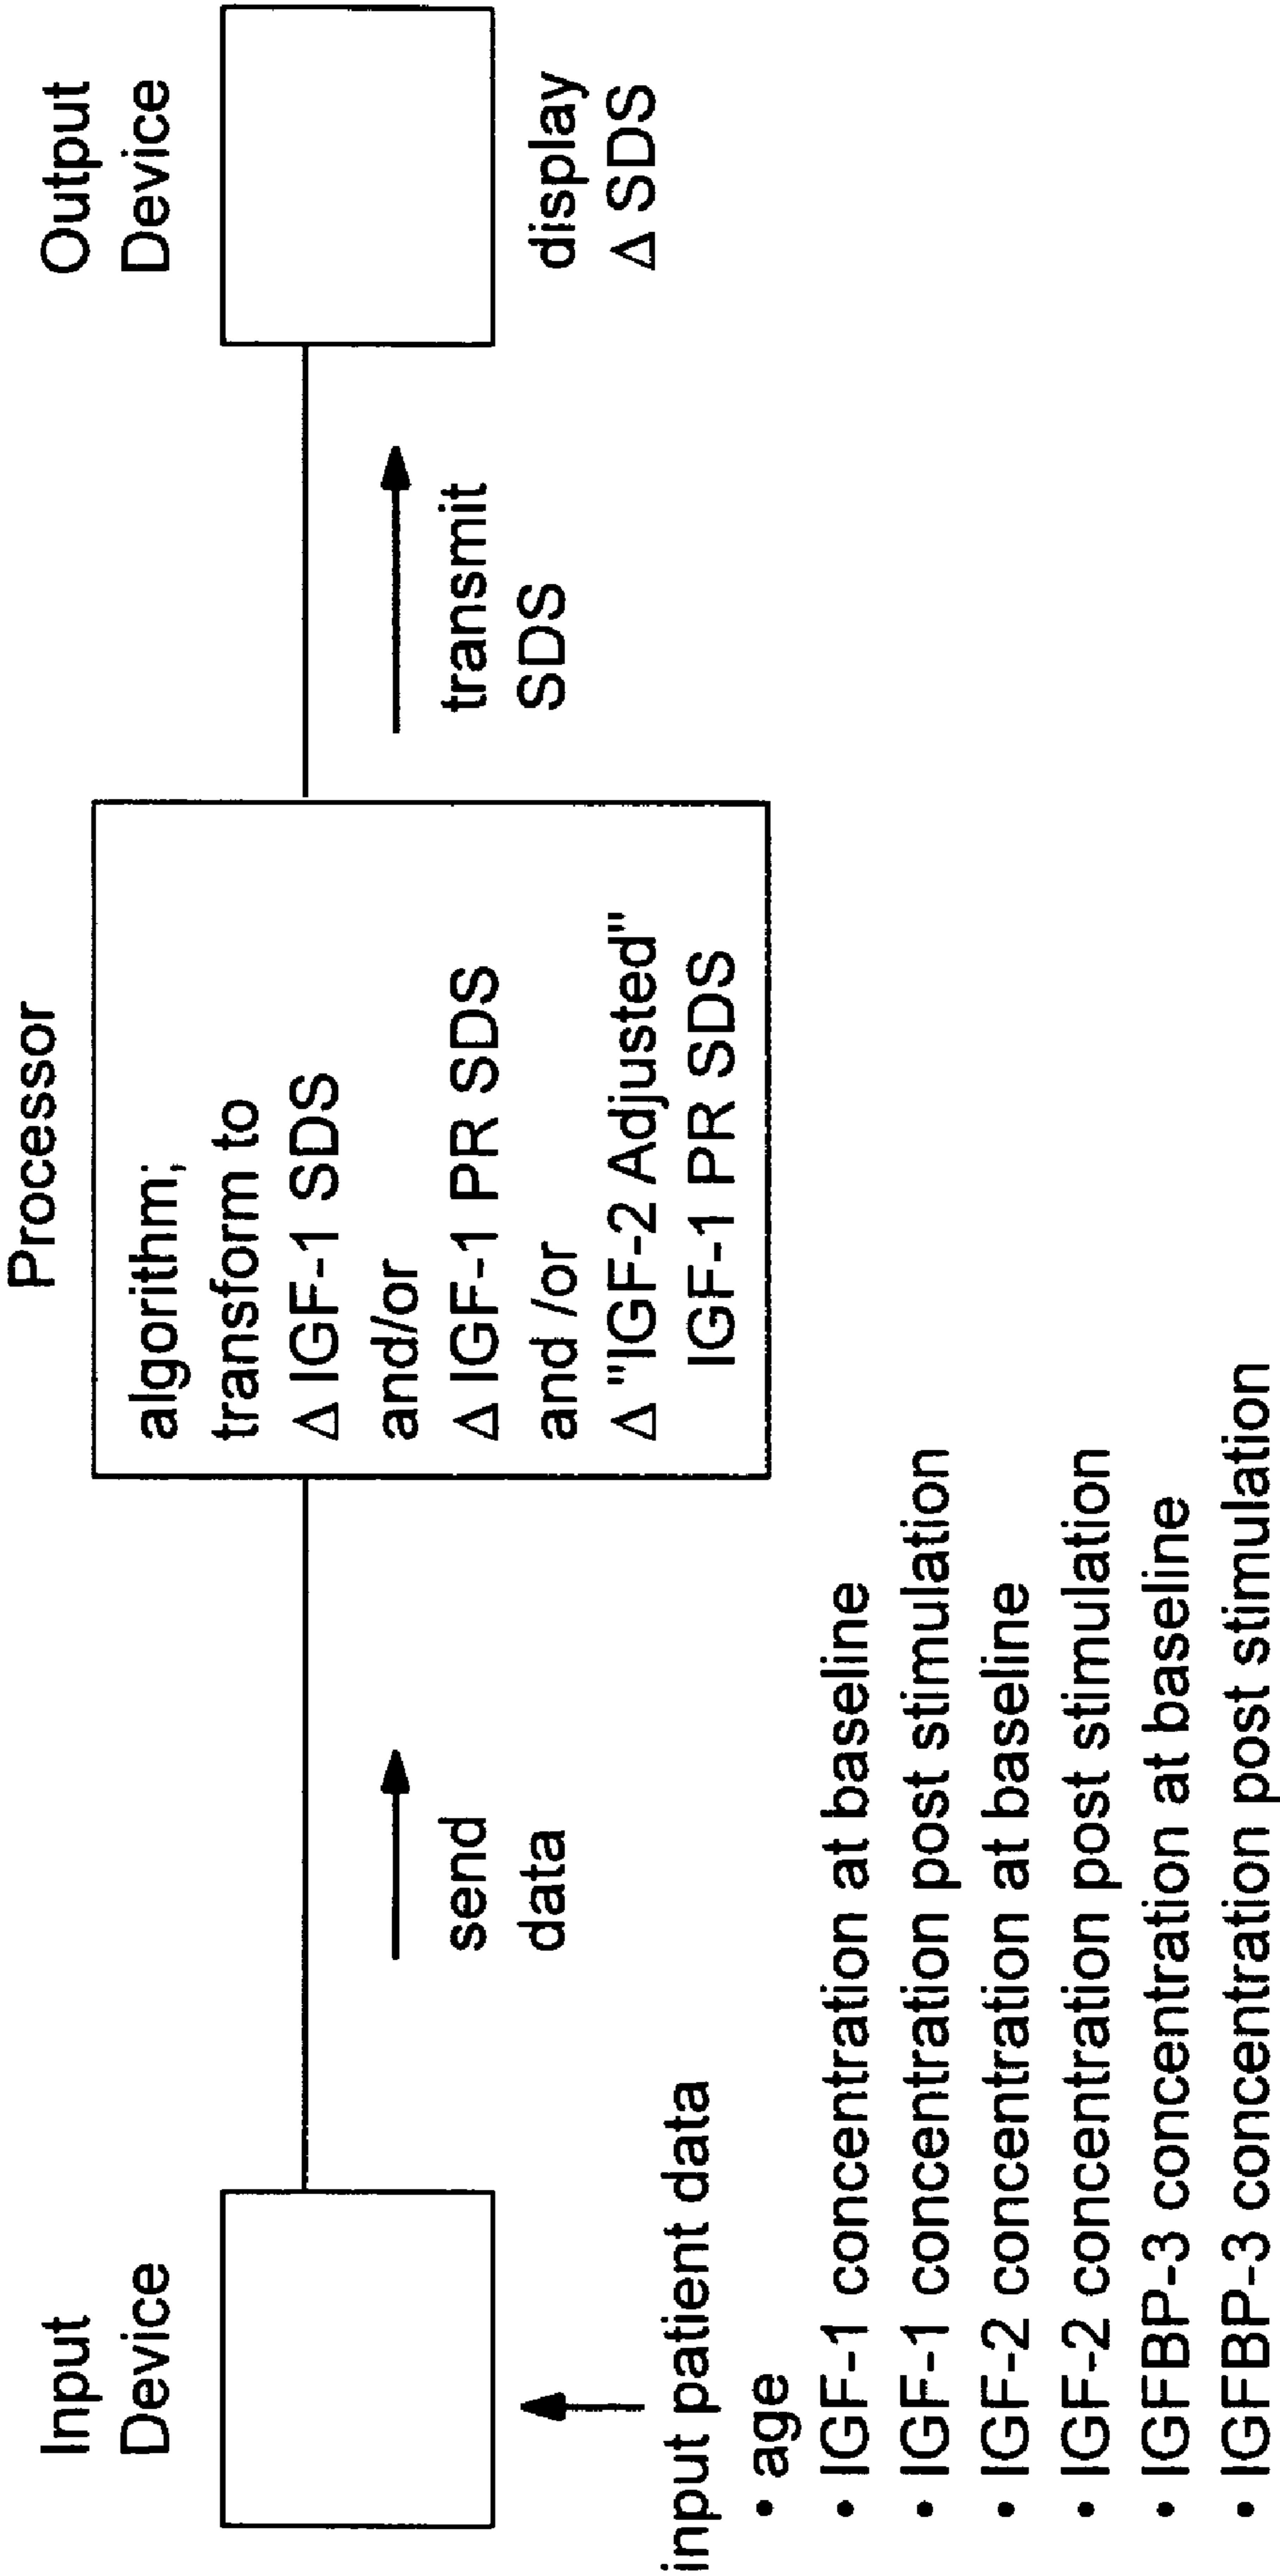 Input
Device
input patient data
• age
• IGF-1 concentration at baseline
• IGF-1 concentration post stimulation
• IGF-2 concentration at baseline
• IGF-2 concentration post stimulation
• IGFBP-3 concentration at baseline
• IGFBP-3 concentration post stimulation
send
data
Processor
algorithm;
transform to
Δ IGF-1 SDS
and/or
Δ IGF-1 PR SDS
and /or
Δ "IGF-2 Adjusted"
IGF-1 PR SDS
transmit
SDS
Output
Device
display
Δ SDS